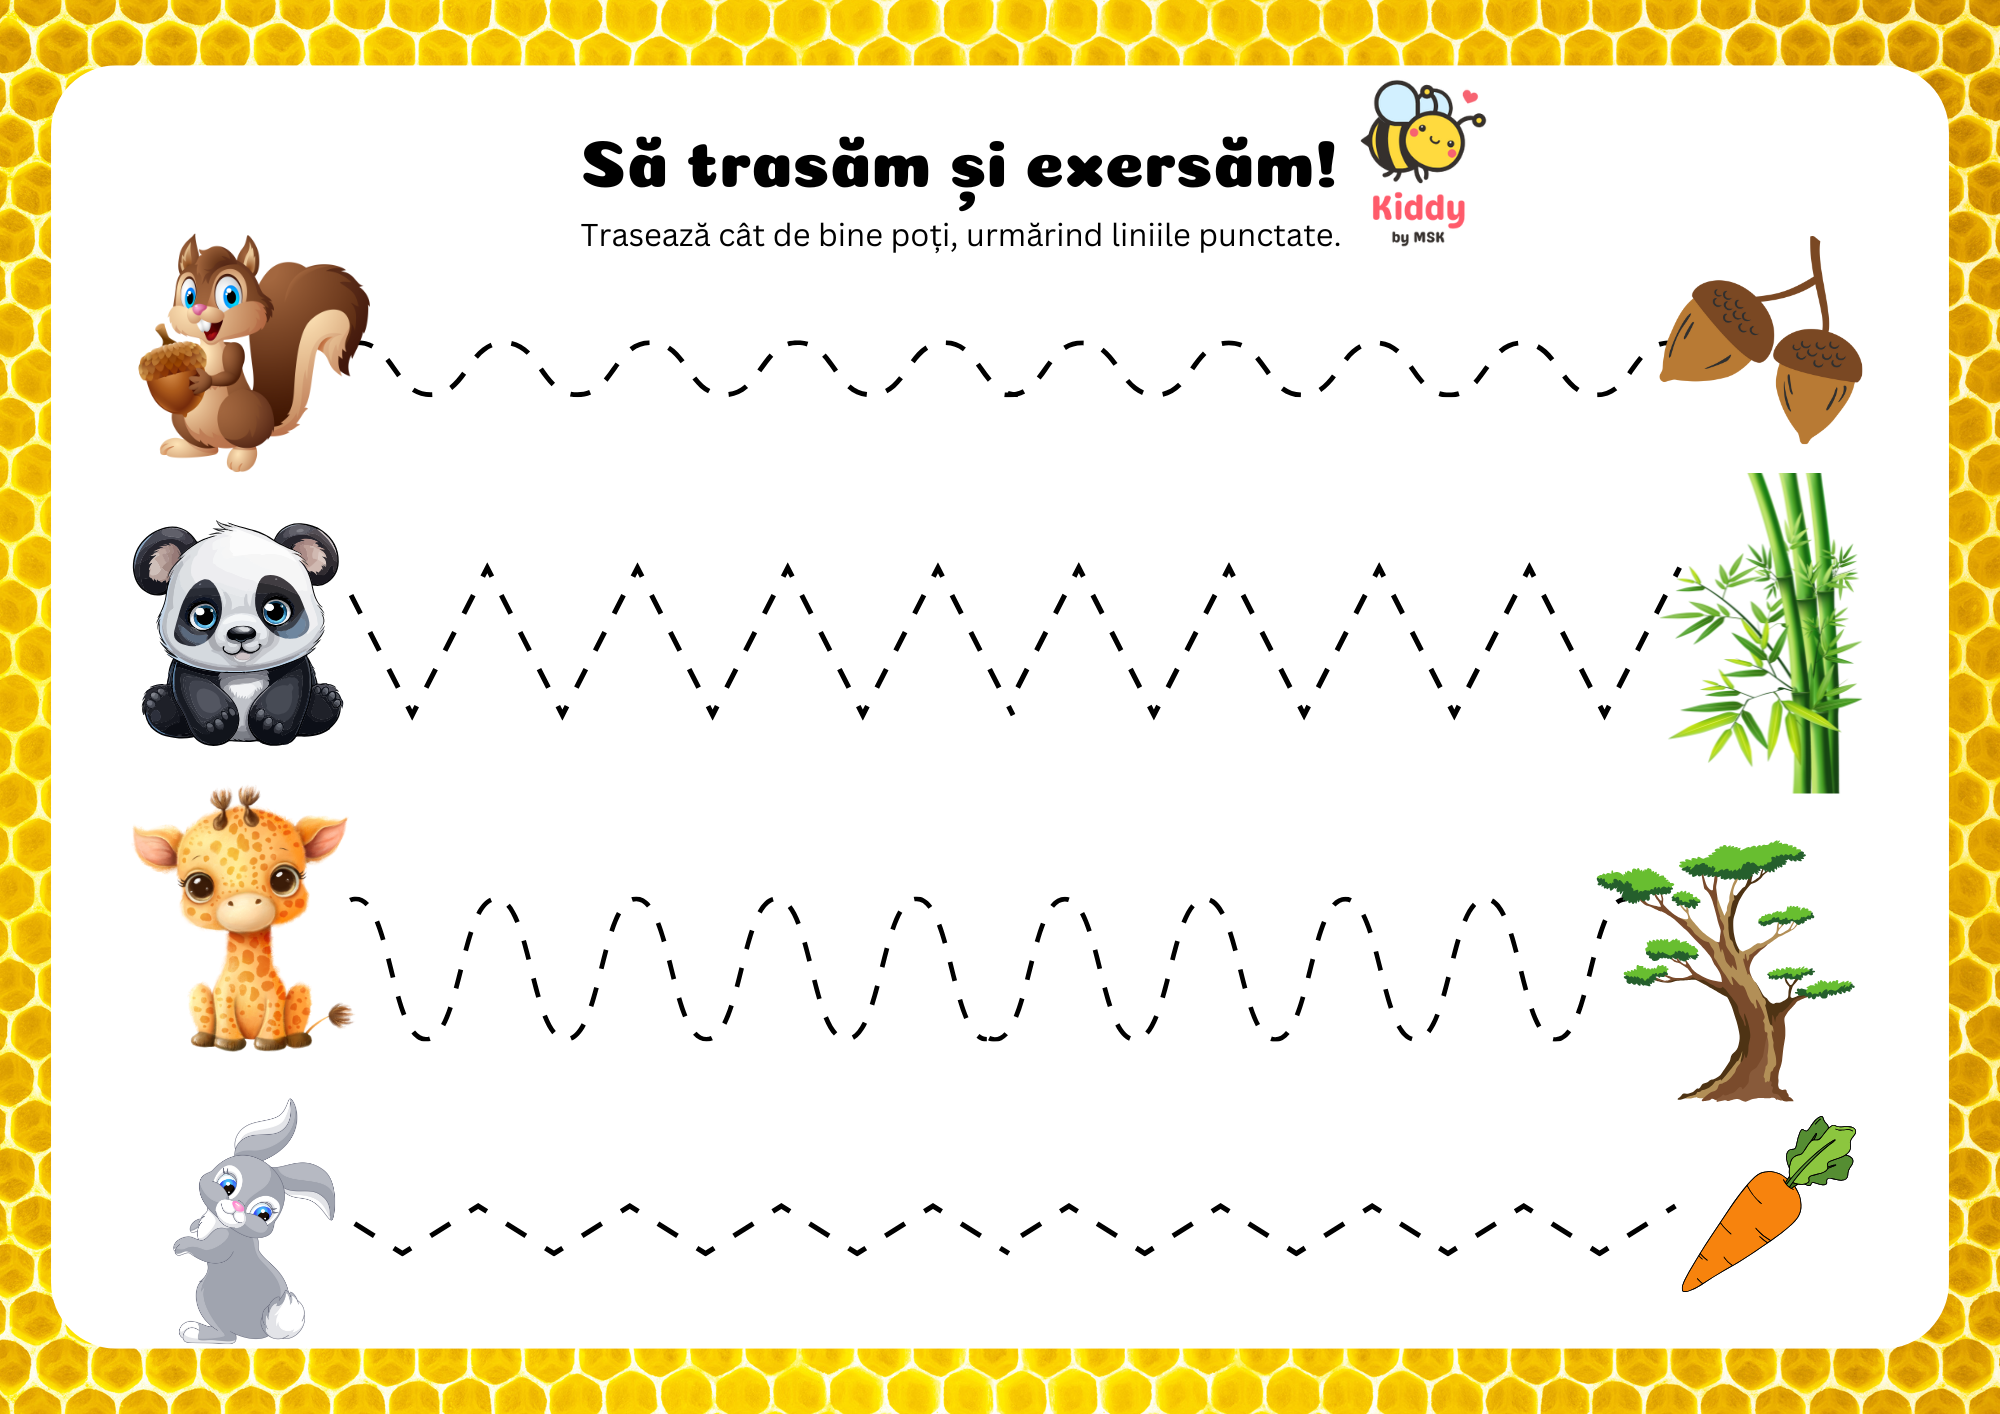 Să trasăm și exersăm!
Trasează cât de bine poți, urmărind liniile punctate.
Kiddy
by MSK